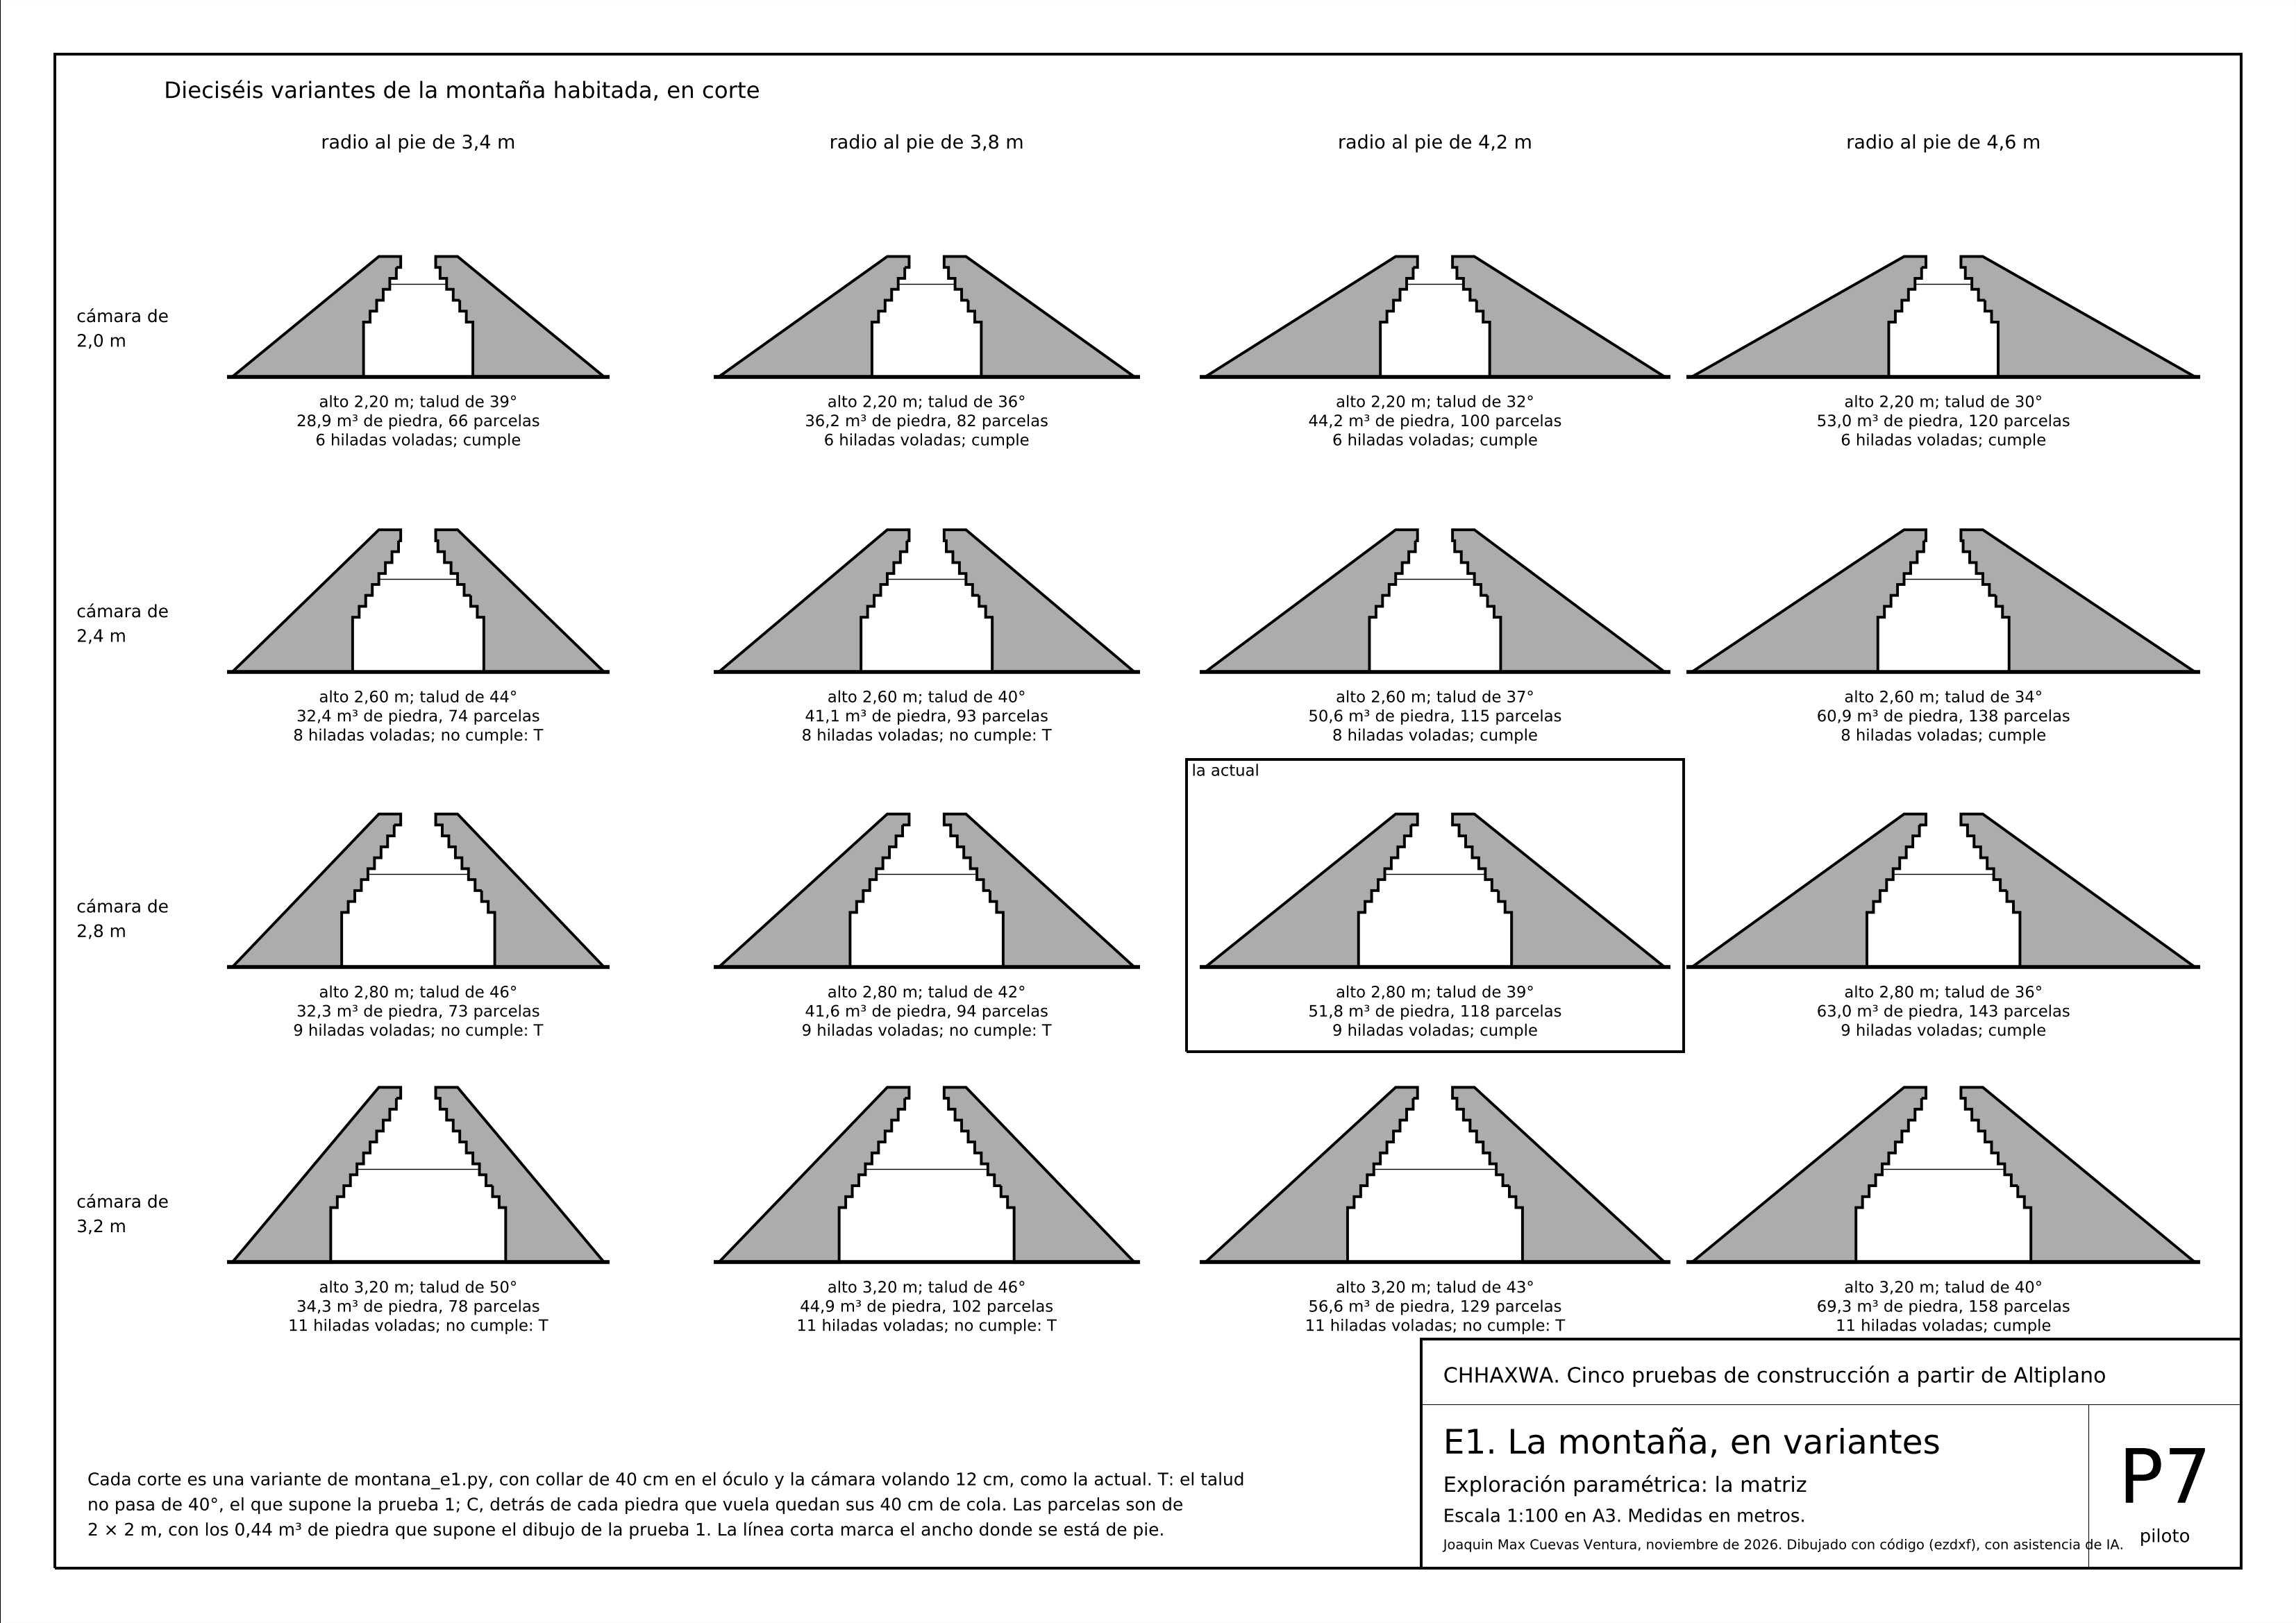 Dieciséis variantes de la montaña habitada, en corte
radio al pie de 3,4 m
radio al pie de 3,8 m
radio al pie de 4,2 m
radio al pie de 4,6 m
cámara de
2,0 m
alto 2,20 m; talud de 39°
28,9 m³ de piedra, 66 parcelas
6 hiladas voladas; cumple
alto 2,20 m; talud de 36°
36,2 m³ de piedra, 82 parcelas
6 hiladas voladas; cumple
alto 2,20 m; talud de 32°
44,2 m³ de piedra, 100 parcelas
6 hiladas voladas; cumple
alto 2,20 m; talud de 30°
53,0 m³ de piedra, 120 parcelas
6 hiladas voladas; cumple
cámara de
2,4 m
alto 2,60 m; talud de 44°
32,4 m³ de piedra, 74 parcelas
8 hiladas voladas; no cumple: T
alto 2,60 m; talud de 40°
41,1 m³ de piedra, 93 parcelas
8 hiladas voladas; no cumple: T
alto 2,60 m; talud de 37°
50,6 m³ de piedra, 115 parcelas
8 hiladas voladas; cumple
alto 2,60 m; talud de 34°
60,9 m³ de piedra, 138 parcelas
8 hiladas voladas; cumple
cámara de
2,8 m
alto 2,80 m; talud de 46°
32,3 m³ de piedra, 73 parcelas
9 hiladas voladas; no cumple: T
alto 2,80 m; talud de 42°
41,6 m³ de piedra, 94 parcelas
9 hiladas voladas; no cumple: T
la actual
alto 2,80 m; talud de 39°
51,8 m³ de piedra, 118 parcelas
9 hiladas voladas; cumple
alto 2,80 m; talud de 36°
63,0 m³ de piedra, 143 parcelas
9 hiladas voladas; cumple
cámara de
3,2 m
alto 3,20 m; talud de 50°
34,3 m³ de piedra, 78 parcelas
11 hiladas voladas; no cumple: T
alto 3,20 m; talud de 46°
44,9 m³ de piedra, 102 parcelas
11 hiladas voladas; no cumple: T
alto 3,20 m; talud de 43°
56,6 m³ de piedra, 129 parcelas
11 hiladas voladas; no cumple: T
alto 3,20 m; talud de 40°
69,3 m³ de piedra, 158 parcelas
11 hiladas voladas; cumple
Cada corte es una variante de montana_e1.py, con collar de 40 cm en el óculo y la cámara volando 12 cm, como la actual. T: el talud
no pasa de 40°, el que supone la prueba 1; C, detrás de cada piedra que vuela quedan sus 40 cm de cola. Las parcelas son de
2 × 2 m, con los 0,44 m³ de piedra que supone el dibujo de la prueba 1. La línea corta marca el ancho donde se está de pie.
CHHAXWA. Cinco pruebas de construcción a partir de Altiplano
E1. La montaña, en variantes
Exploración paramétrica: la matriz
Escala 1:100 en A3. Medidas en metros.
Joaquin Max Cuevas Ventura, noviembre de 2026. Dibujado con código (ezdxf), con asistencia de IA.
P7
piloto